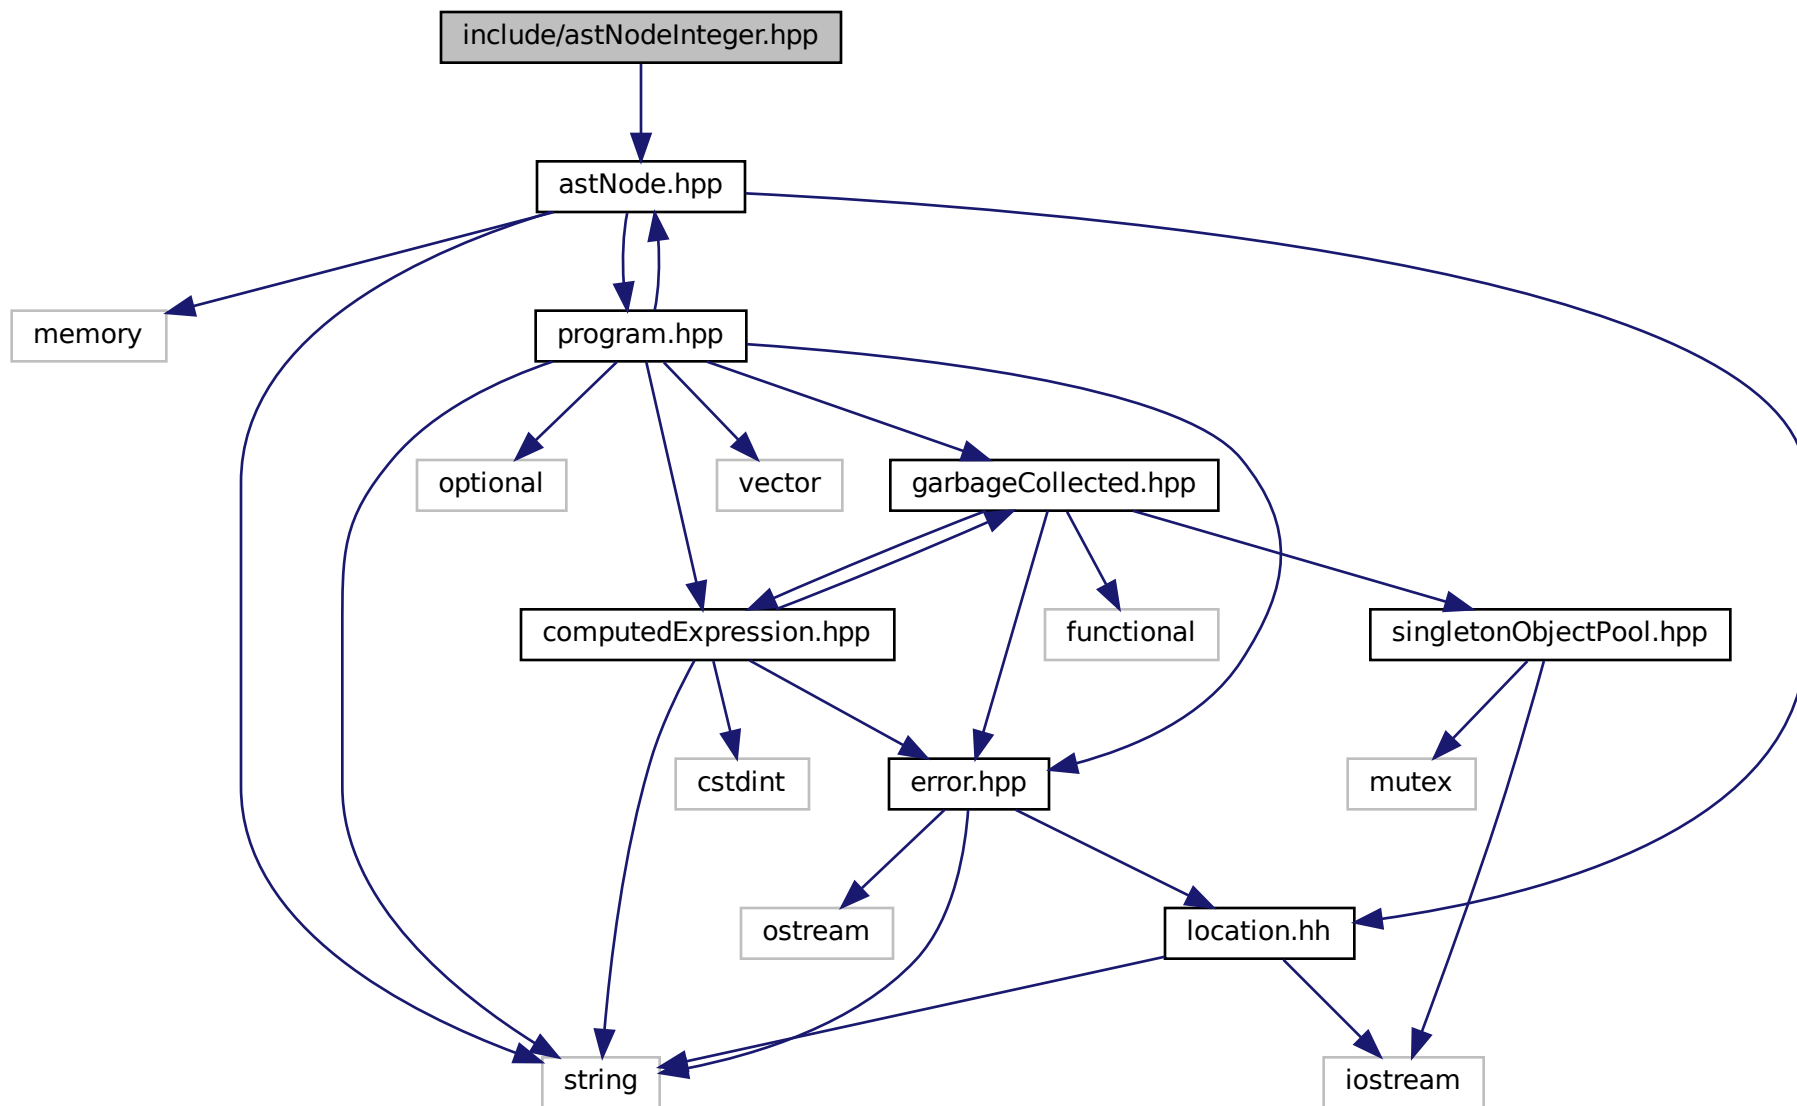 include/astNodeInteger.hpp
astNode.hpp
memory
program.hpp
optional
vector
garbageCollected.hpp
computedExpression.hpp
functional
singletonObjectPool.hpp
cstdint
error.hpp
mutex
ostream
location.hh
string
iostream